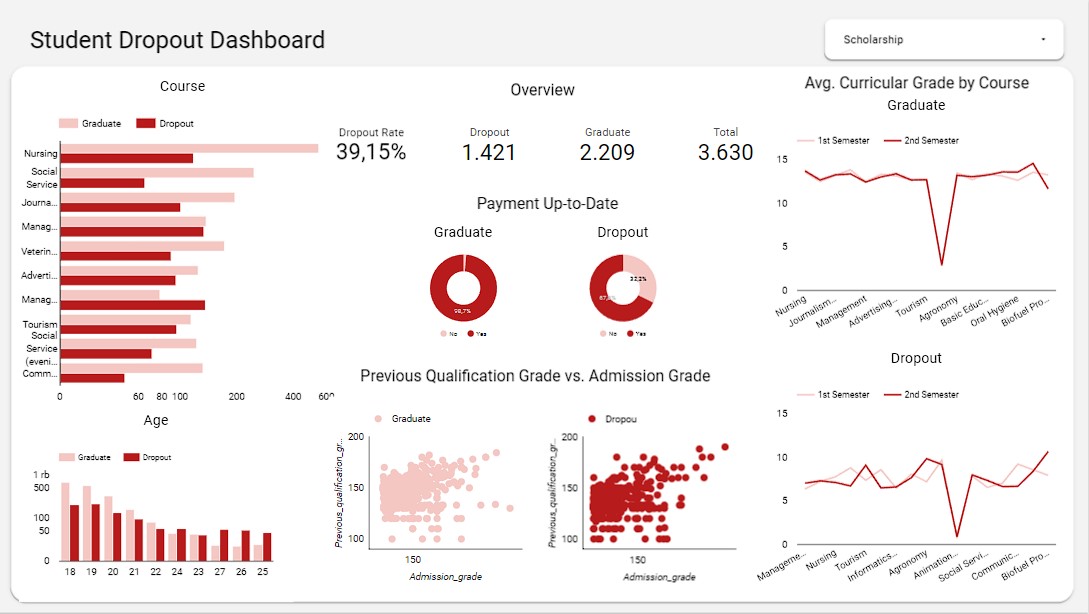 Student Dropout Dashboard
Scholarship
Course
Graduate Dropout
Nursing
Social
Service
Journa...
Manag...
Veterin...
Adverti...
Manag...
Tourism
Social
Service
(eveni...
Comm...
0 60 80 100 200 400
Age
Graduate Dropout
1 rb
500
100
50
0
18 19 20 21 22 24 23 27 26 25
Overview
Dropout Rate Dropout Graduate Total
39,15% 1.421 2.209 3.630
Payment Up-to-Date
Graduate Dropout
98,7%
32,2%
No Yes No Yes
Previous Qualification Grade vs. Admission Grade
Graduate
Previous_qualification_gr...
200
150
100
150
Admission_grade
Dropou
Previous_qualification_gr...
200
150
100
150
Admission_grade
Avg. Curricular Grade by Course
Graduate
1st Semester 2nd Semester
15
10
5
0
Nursing
Journalism...
Management
Advertising...
Tourism
Agronomy
Basic Educ...
Oral Hygiene
Biofuel Pro...
Dropout
1st Semester 2nd Semester
15
10
5
0
Manageme...
Nursing
Tourism
Informatics...
Agronomy
Animation...
Social Servi...
Communic...
Biofuel Pro...